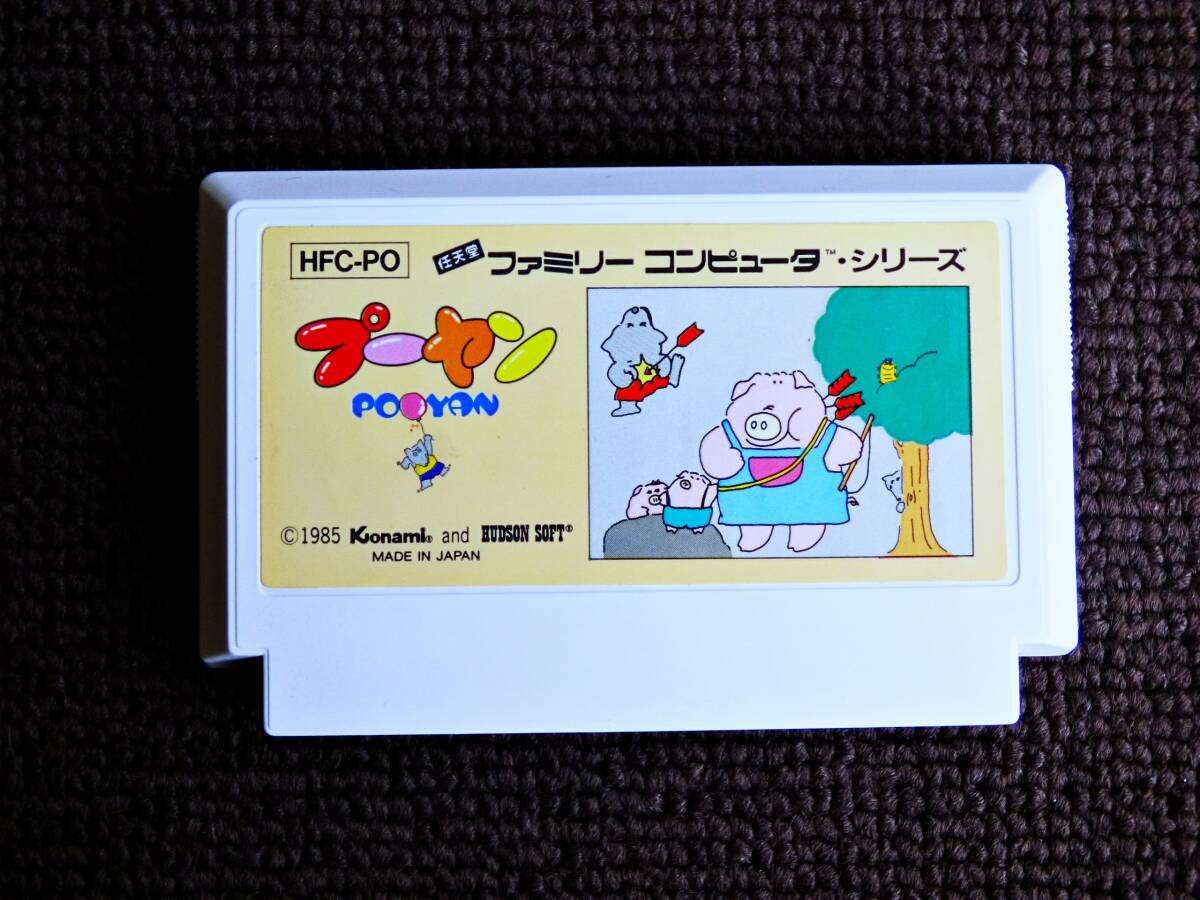 HFC-PO
任天堂 ファミリー コンピュータ™・シリーズ
プーヤン
POOYAN
©1985 Konami® and HUDSON SOFT®
MADE IN JAPAN